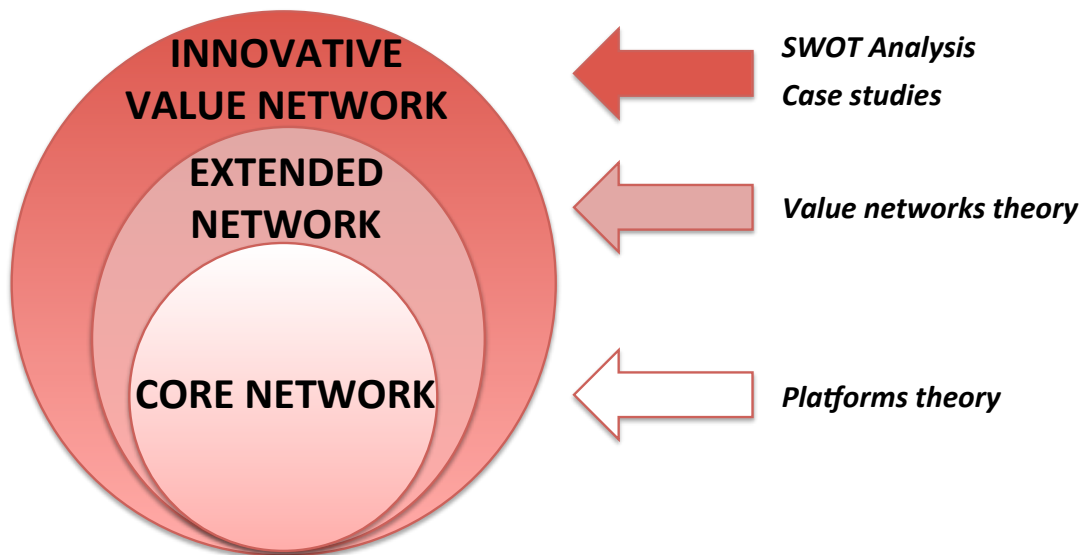 INNOVATIVE
VALUE NETWORK
EXTENDED
NETWORK
CORE NETWORK
SWOT Analysis
Case studies
Value networks theory
Platforms theory